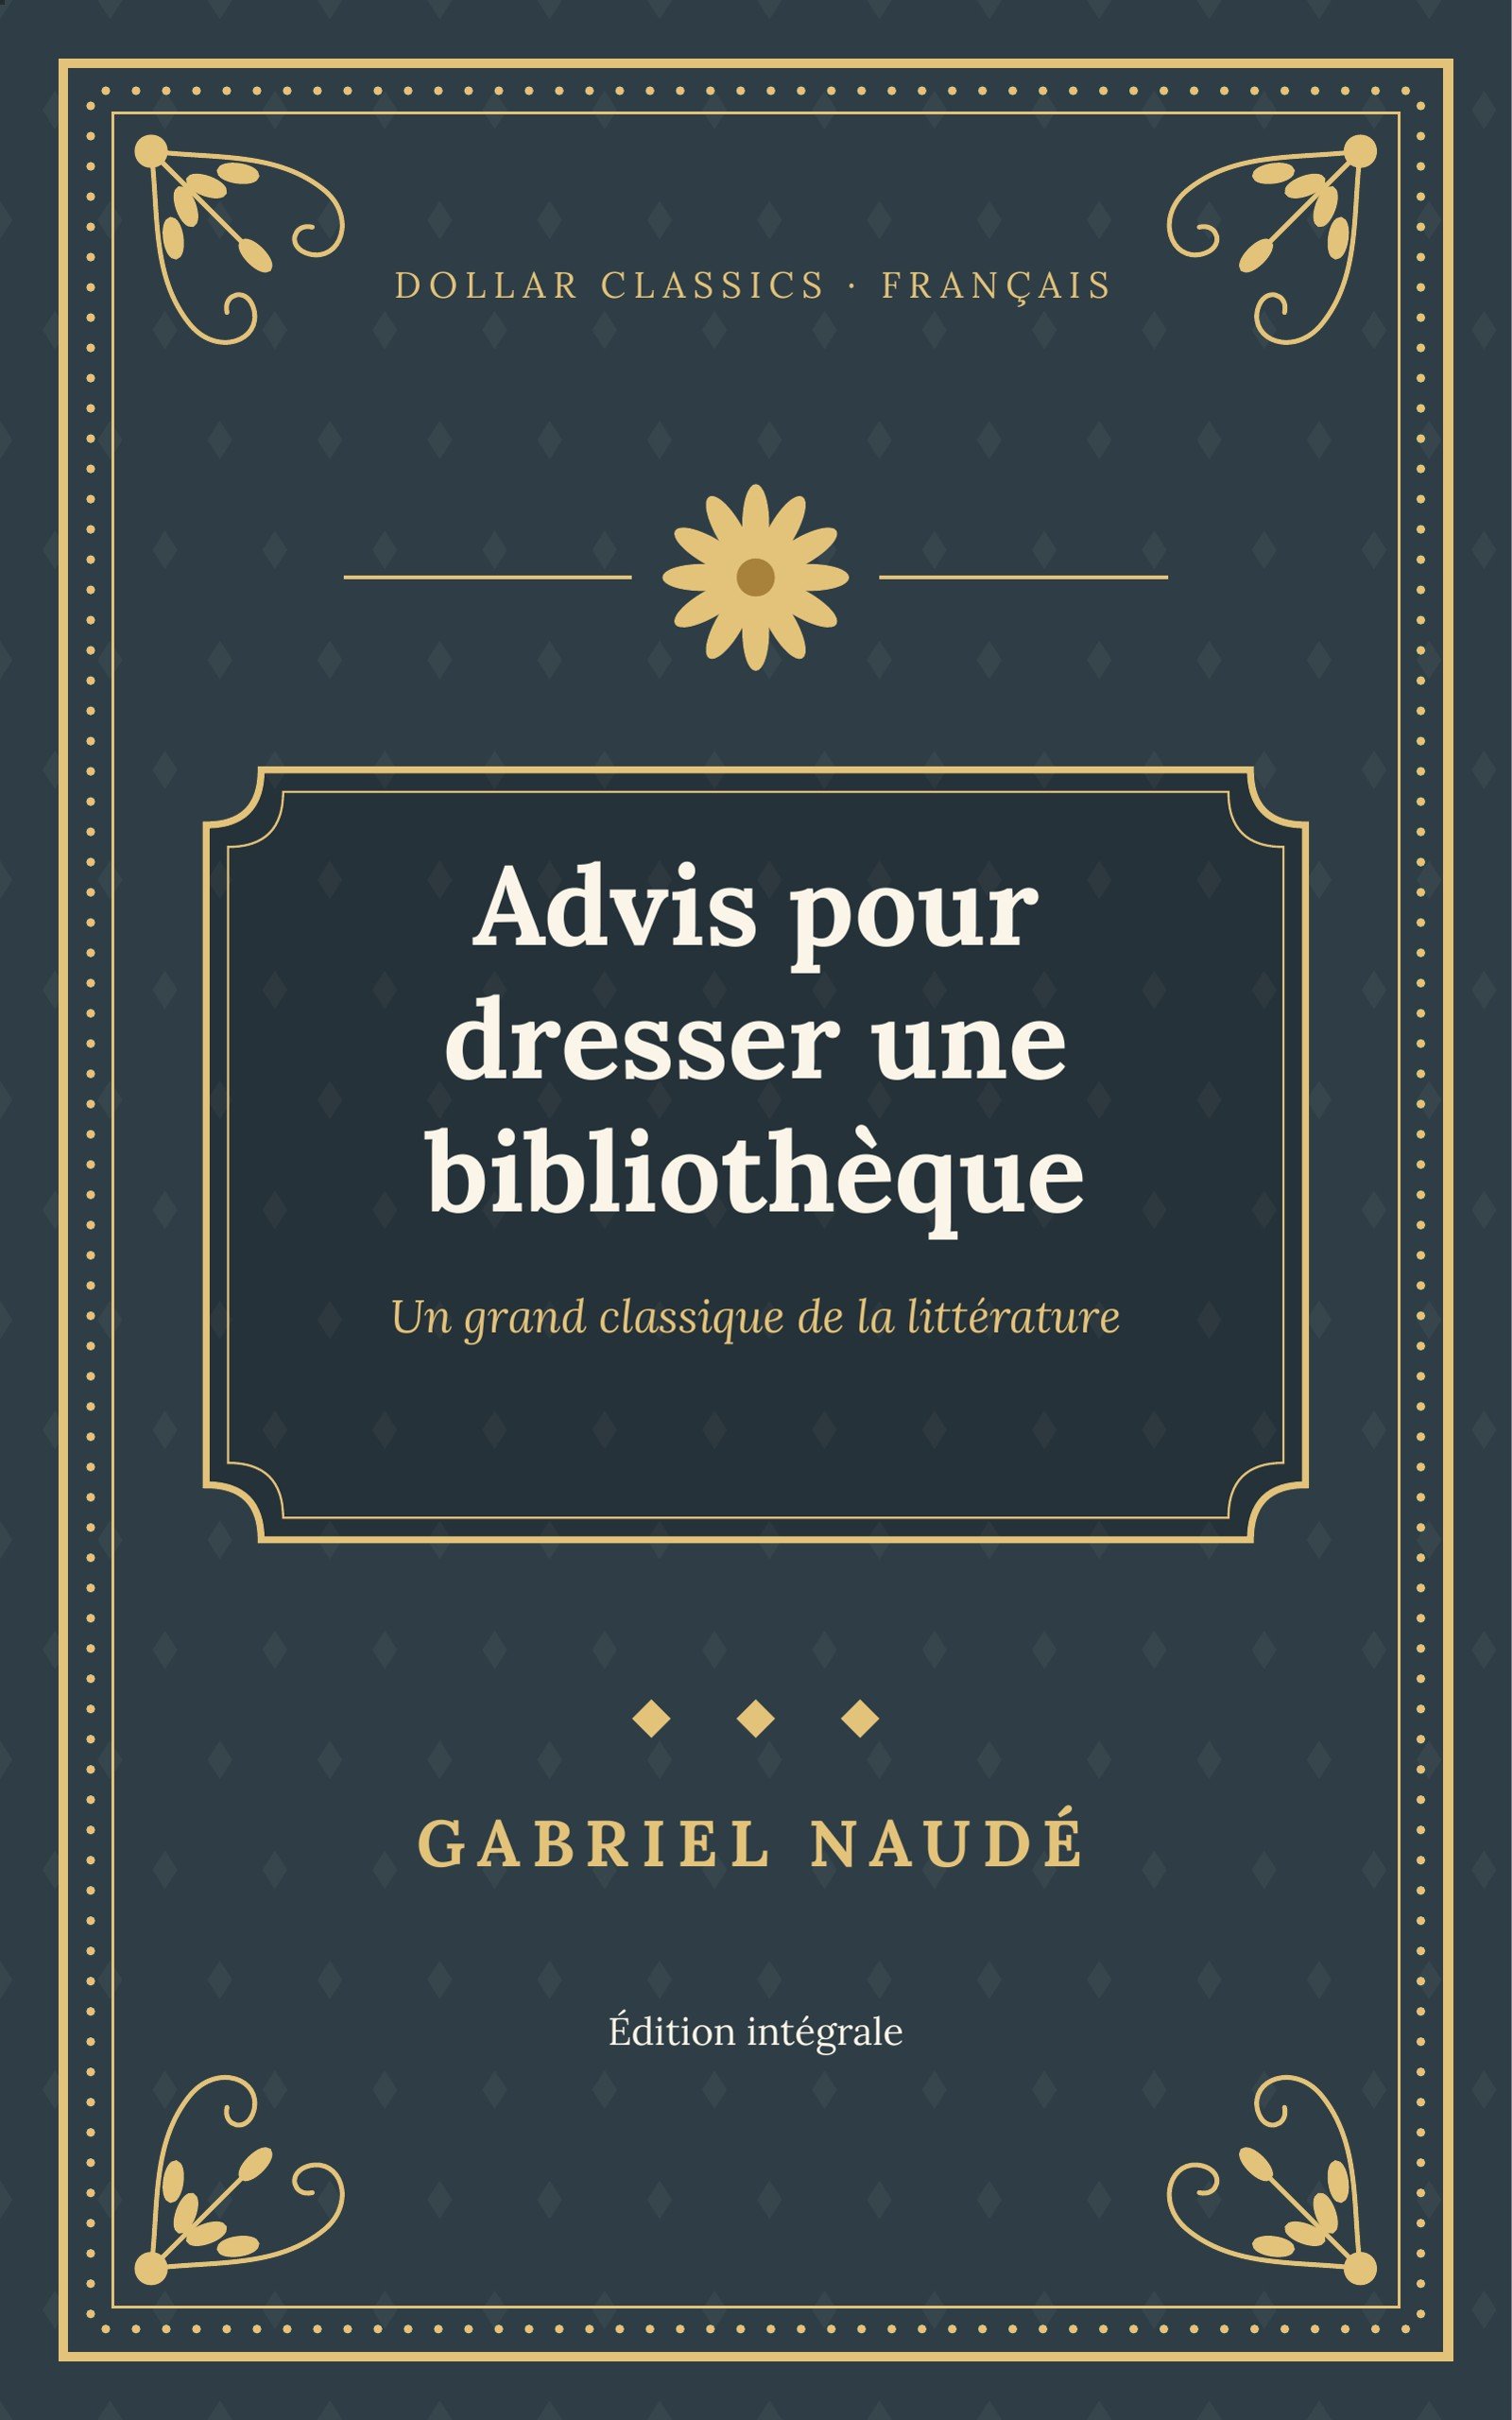 DOLLAR CLASSICS · FRANÇAIS
Advis pour
dresser une
bibliothèque
Un grand classique de la littérature
GABRIEL NAUDÉ
Édition intégrale